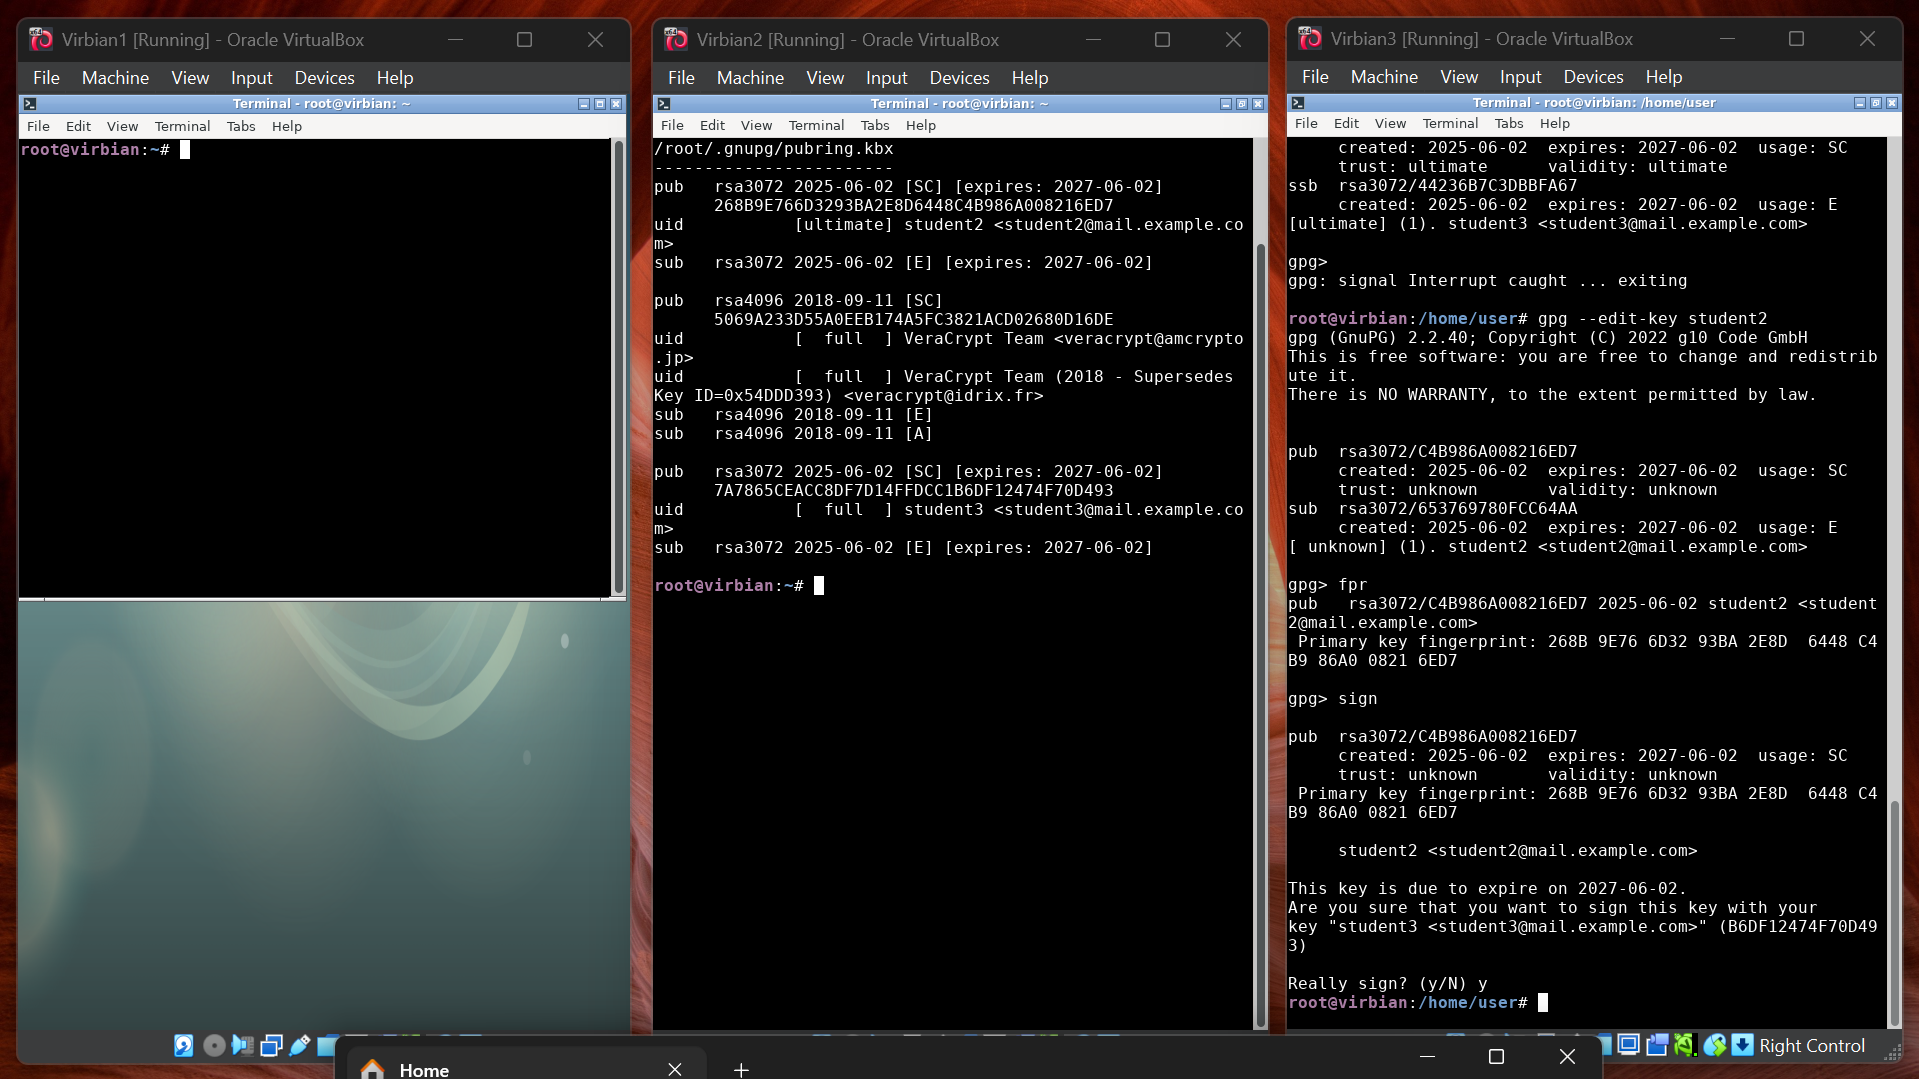 Virbian1 [Running] - Oracle VirtualBox
File Machine View Input Devices Help
Terminal - root@virbian: ~
File Edit View Terminal Tabs Help
root@virbian:~#
Virbian2 [Running] - Oracle VirtualBox
File Machine View Input Devices Help
Terminal - root@virbian: ~
File Edit View Terminal Tabs Help
/root/.gnupg/pubring.kbx
------------------------
pub   rsa3072 2025-06-02 [SC] [expires: 2027-06-02]
      268B9E766D3293BA2E8D6448C4B986A008216ED7
uid           [ultimate] student2 <student2@mail.example.co
m>
sub   rsa3072 2025-06-02 [E] [expires: 2027-06-02]
pub   rsa4096 2018-09-11 [SC]
      5069A233D55A0EEB174A5FC3821ACD02680D16DE
uid           [  full  ] VeraCrypt Team <veracrypt@amcrypto
.jp>
uid           [  full  ] VeraCrypt Team (2018 - Supersedes
Key ID=0x54DDD393) <veracrypt@idrix.fr>
sub   rsa4096 2018-09-11 [E]
sub   rsa4096 2018-09-11 [A]
pub   rsa3072 2025-06-02 [SC] [expires: 2027-06-02]
      7A7865CEACC8DF7D14FFDCC1B6DF12474F70D493
uid           [  full  ] student3 <student3@mail.example.co
m>
sub   rsa3072 2025-06-02 [E] [expires: 2027-06-02]
root@virbian:~#
Virbian3 [Running] - Oracle VirtualBox
File Machine View Input Devices Help
Terminal - root@virbian: /home/user
File Edit View Terminal Tabs Help
     created: 2025-06-02  expires: 2027-06-02  usage: SC
     trust: ultimate      validity: ultimate
ssb  rsa3072/44236B7C3DBBFA67
     created: 2025-06-02  expires: 2027-06-02  usage: E
[ultimate] (1). student3 <student3@mail.example.com>
gpg>
gpg: signal Interrupt caught ... exiting
root@virbian:/home/user# gpg --edit-key student2
gpg (GnuPG) 2.2.40; Copyright (C) 2022 g10 Code GmbH
This is free software: you are free to change and redistrib
ute it.
There is NO WARRANTY, to the extent permitted by law.
pub  rsa3072/C4B986A008216ED7
     created: 2025-06-02  expires: 2027-06-02  usage: SC
     trust: unknown       validity: unknown
sub  rsa3072/653769780FCC64AA
     created: 2025-06-02  expires: 2027-06-02  usage: E
[ unknown] (1). student2 <student2@mail.example.com>
gpg> fpr
pub   rsa3072/C4B986A008216ED7 2025-06-02 student2 <student
2@mail.example.com>
 Primary key fingerprint: 268B 9E76 6D32 93BA 2E8D  6448 C4
B9 86A0 0821 6ED7
gpg> sign
pub  rsa3072/C4B986A008216ED7
     created: 2025-06-02  expires: 2027-06-02  usage: SC
     trust: unknown       validity: unknown
 Primary key fingerprint: 268B 9E76 6D32 93BA 2E8D  6448 C4
B9 86A0 0821 6ED7
     student2 <student2@mail.example.com>
This key is due to expire on 2027-06-02.
Are you sure that you want to sign this key with your
key "student3 <student3@mail.example.com>" (B6DF12474F70D49
3)
Really sign? (y/N) y
root@virbian:/home/user#
Right Control
Home